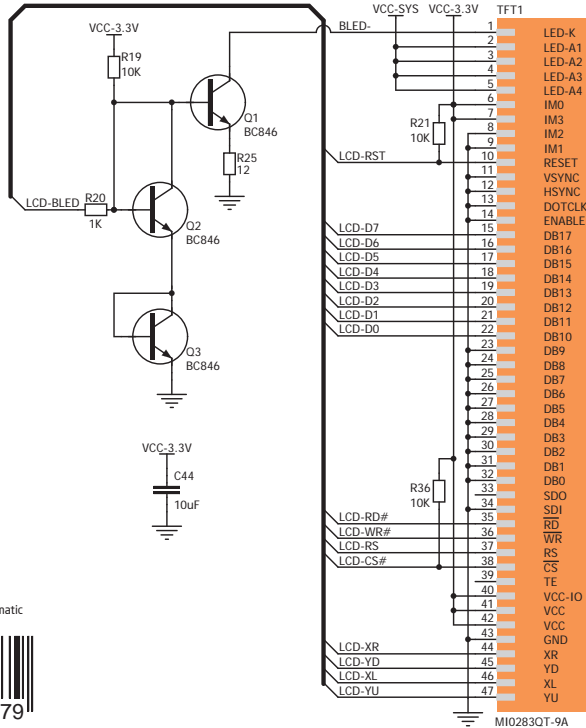 VCC-SYS VCC-3.3V TFT1
VCC-3.3V
BLED-
R19
10K
Q1
BC846
R25
12
LCD-BLED R20
1K
Q2
BC846
Q3
BC846
VCC-3.3V
C44
10uF
matic
79
R21
10K
LCD-RST
LCD-D7
LCD-D6
LCD-D5
LCD-D4
LCD-D3
LCD-D2
LCD-D1
LCD-D0
R36
10K
LCD-RD#
LCD-WR#
LCD-RS
LCD-CS#
LCD-XR
LCD-YD
LCD-XL
LCD-YU
1 LED-K
2 LED-A1
3 LED-A2
4 LED-A3
5 LED-A4
6 IM0
7 IM3
8 IM2
9 IM1
10 RESET
11 VSYNC
12 HSYNC
13 DOTCLK
14 ENABLE
15 DB17
16 DB16
17 DB15
18 DB14
19 DB13
20 DB12
21 DB11
22 DB10
23 DB9
24 DB8
25 DB7
26 DB6
27 DB5
28 DB4
29 DB3
30 DB2
31 DB1
32 DB0
33 SDO
34 SDI
35 RD
36 WR
37 RS
38 CS
39 TE
40 VCC-IO
41 VCC
42 VCC
43 GND
44 XR
45 YD
46 XL
47 YU
MI0283QT-9A